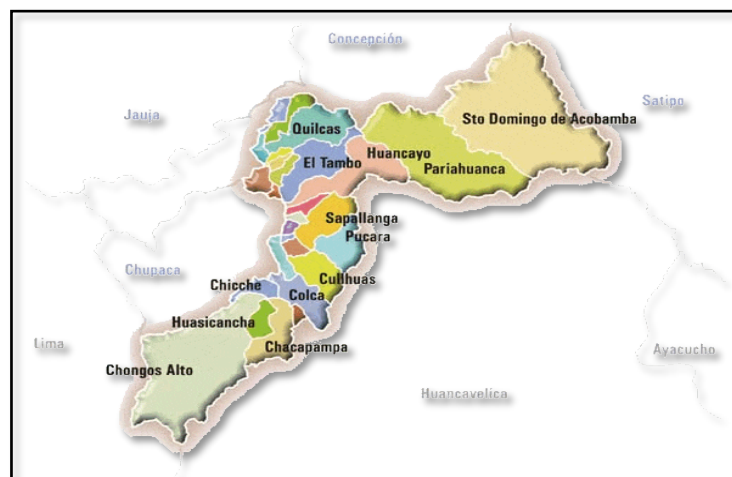 Concepción
Jauja
Satipo
Sto Domingo de Acobamba
Quilcas
El Tambo
Huancayo
Pariahuanca
Sapallanga
Pucara
Chupaca
Cullhuas
Chicche
Colca
Huasicancha
Lima
Chacapampa
Ayacucho
Chongos Alto
Huancavelica